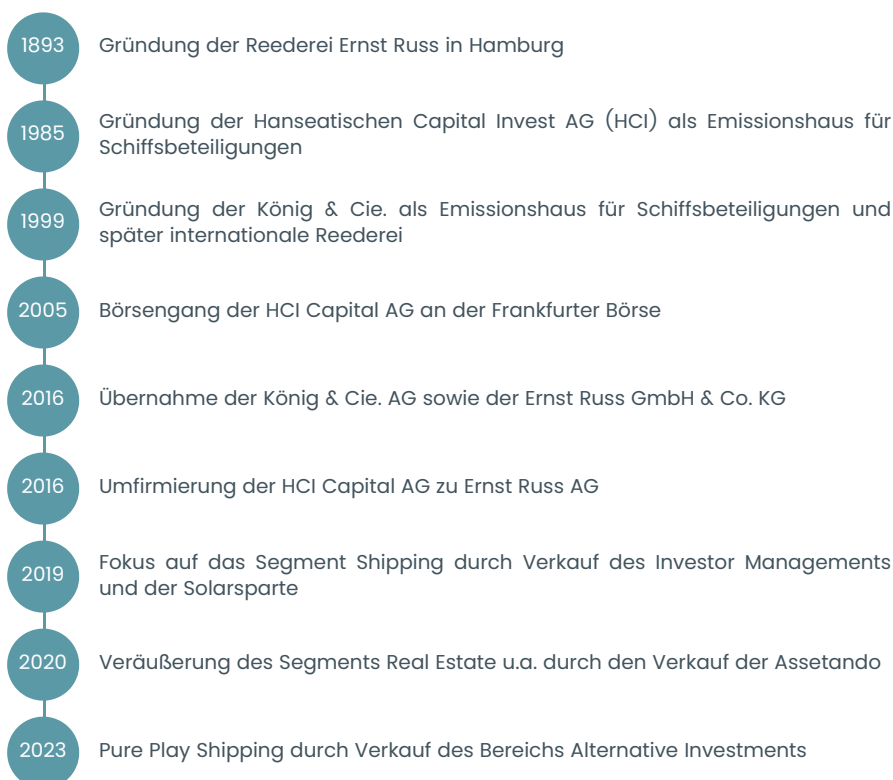 1893 Gründung der Reederei Ernst Russ in Hamburg
1985 Gründung der Hanseatischen Capital Invest AG (HCI) als Emissionshaus für
Schiffsbeteiligungen
1999 Gründung der König & Cie. als Emissionshaus für Schiffsbeteiligungen und
später internationale Reederei
2005 Börsengang der HCI Capital AG an der Frankfurter Börse
2016 Übernahme der König & Cie. AG sowie der Ernst Russ GmbH & Co. KG
2016 Umfirmierung der HCI Capital AG zu Ernst Russ AG
2019 Fokus auf das Segment Shipping durch Verkauf des Investor Managements
und der Solarsparte
2020 Veräußerung des Segments Real Estate u.a. durch den Verkauf der Assetando
2023 Pure Play Shipping durch Verkauf des Bereichs Alternative Investments